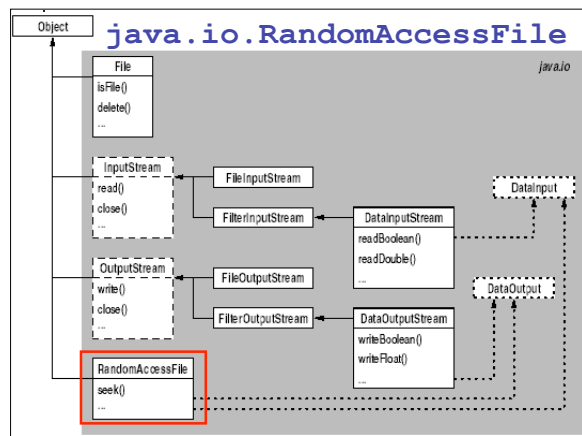 Object
java.io.RandomAccessFile
java.io
File
isFile()
delete()
...
InputStream
read()
close()
...
FileInputStream
FilterInputStream
DataInputStream
readBoolean()
readDouble()
...
DataInput
OutputStream
write()
close()
...
FileOutputStream
FilterOutputStream
DataOutputStream
writeBoolean()
writeFloat()
...
DataOutput
RandomAccessFile
seek()
...